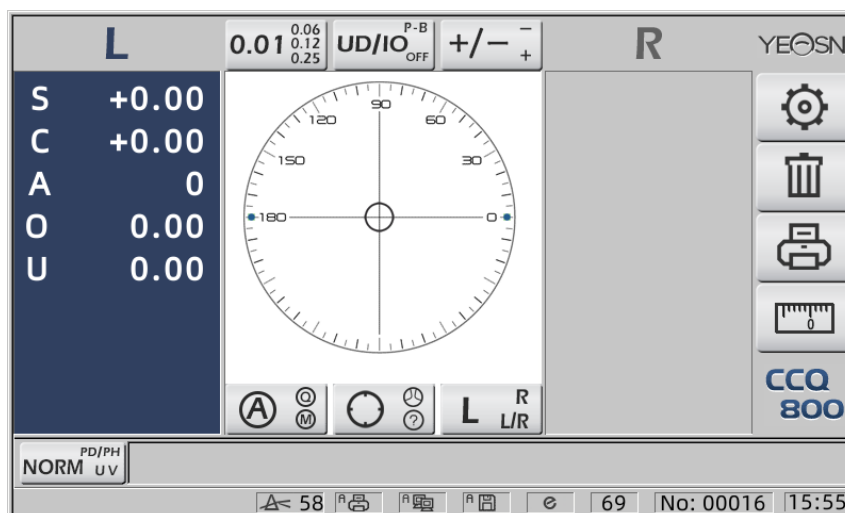 L
0.01 0.06
0.12
0.25
UD/IO P-B
OFF
+/− −
+
R
YEOSN
S +0.00
C +0.00
A 0
O 0.00
U 0.00
90
120 60
150 30
180 0
0
A Q
M
?
L R
L/R
CCQ
800
NORM PD/PH
UV
58 A A A e 69 No: 00016 15:55